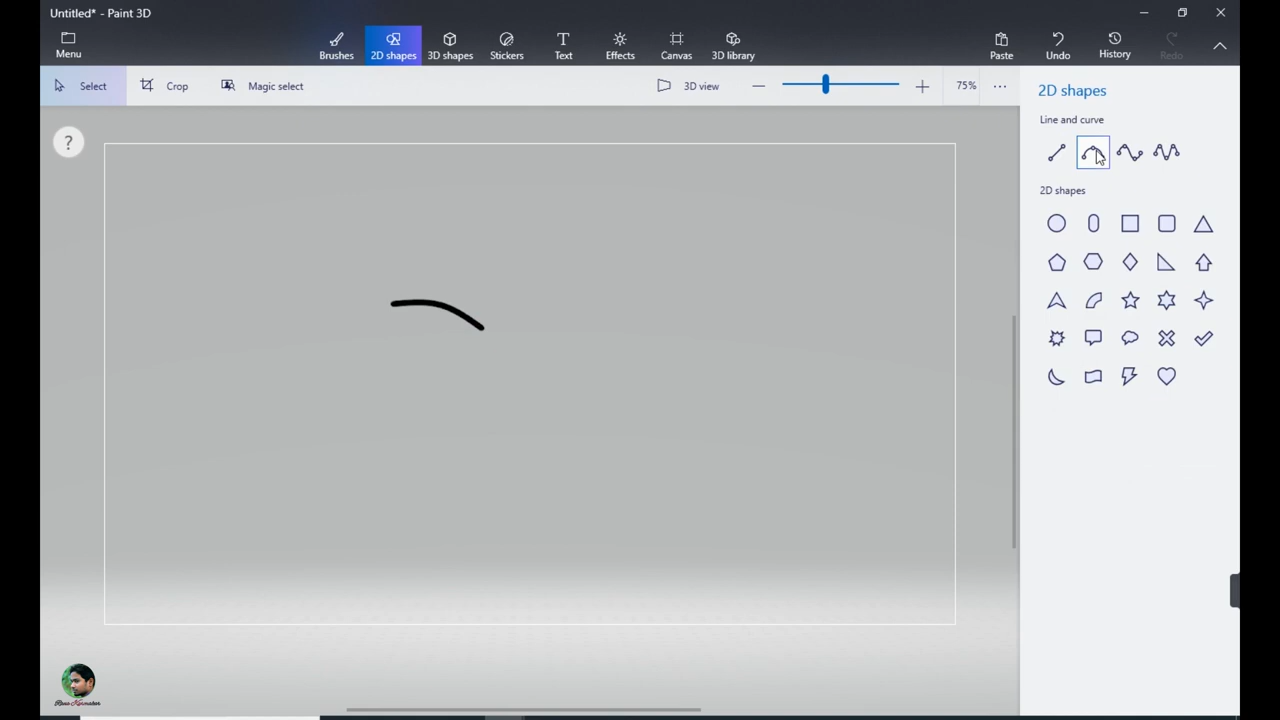 Untitled* - Paint 3D
Menu
Brushes
2D shapes
3D shapes
Stickers
Text
Effects
Canvas
3D library
Paste
Undo
History
Redo
Select
Crop
Magic select
3D view
75%
?
2D shapes
Line and curve
2D shapes